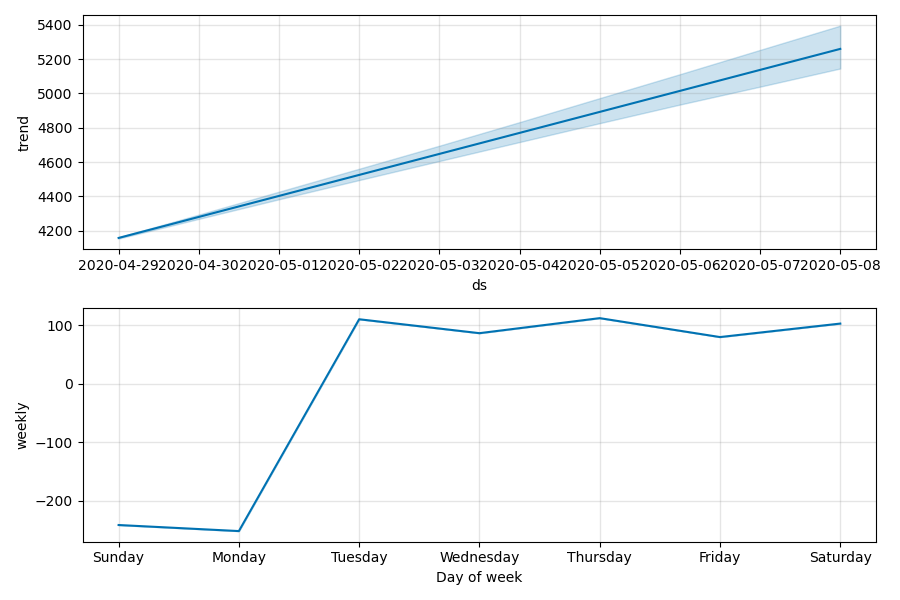 5400
5200
5000
4800
4600
4400
4200
trend
2020-04-29 2020-04-30 2020-05-01 2020-05-02 2020-05-03 2020-05-04 2020-05-05 2020-05-06 2020-05-07 2020-05-08
ds
100
0
−100
−200
weekly
Sunday Monday Tuesday Wednesday Thursday Friday Saturday
Day of week